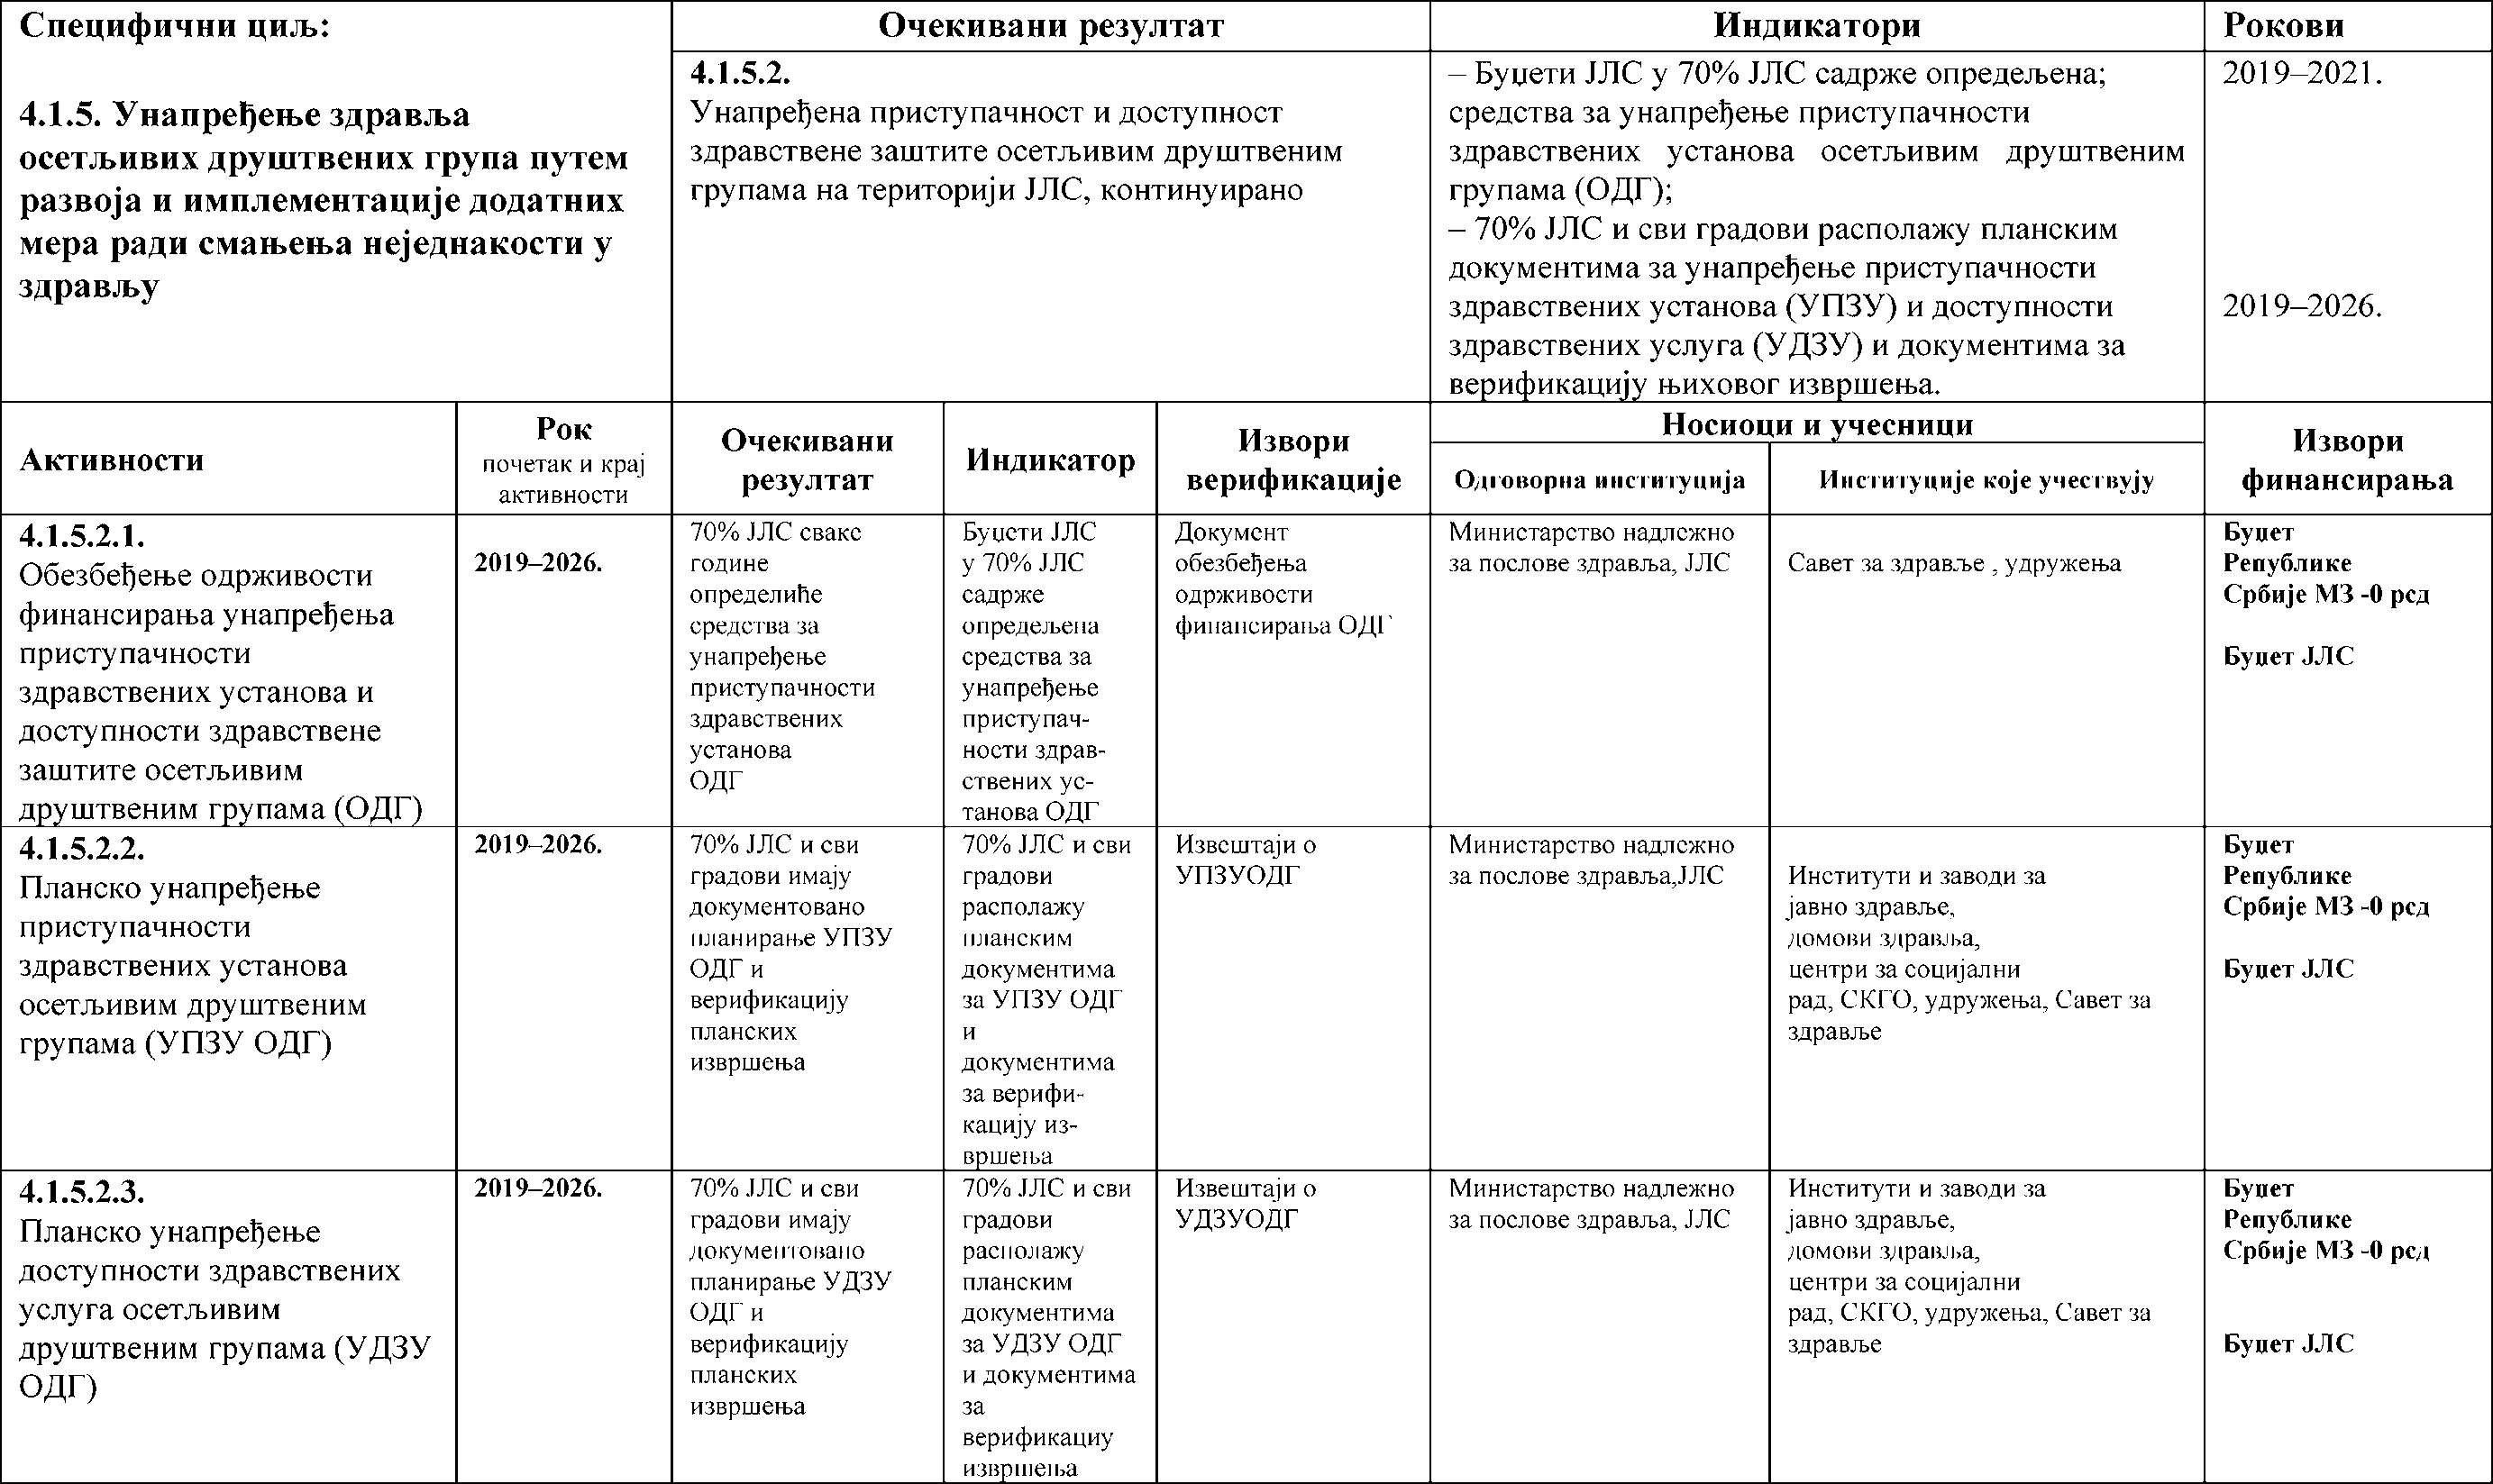 Специфични циљ:
4.1.5. Унапређење здравља
осетљивих друштвених група путем
развоја и имплементације додатних
мера ради смањења неједнакости у
здрављу
Очекивани резултат
4.1.5.2.
Унапређена приступачност и доступност
здравствене заштите осетљивим друштвеним
групама на територији ЈЛС, континуирано
Индикатори
– Буџети ЈЛС у 70% ЈЛС садрже опредељена;
средства за унапређење приступачности
здравствених установа осетљивим друштвеним
групама (ОДГ);
– 70% ЈЛС и сви градови располажу планским
документима за унапређење приступачности
здравствених установа (УПЗУ) и доступности
здравствених услуга (УДЗУ) и документима за
верификацију њиховог извршења.
Рокови
2019–2021.
2019–2026.
Активности
Рок
почетак и крај
активности
Очекивани
резултат
Индикатор
Извори
верификације
Носиоци и учесници
Одговорна институција
Институције које учествују
Извори
финансирања
4.1.5.2.1.
Обезбеђење одрживости
финансирања унапређења
приступачности
здравствених установа и
доступности здравствене
заштите осетљивим
друштвеним групама (ОДГ)
2019–2026.
70% ЈЛС сваке
године
определиће
средства за
унапређење
приступачности
здравствених
установа
ОДГ
Буџети ЈЛС
у 70% ЈЛС
садрже
опредељена
средства за
унапређење
приступач-
ности здрав-
ствених ус-
танова ОДГ
Документ
обезбеђења
одрживости
финансирања ОДГ
Министарство надлежно
за послове здравља, ЈЛС
Савет за здравље , удружења
Буџет
Републике
Србије МЗ -0 рсд
Буџет ЈЛС
4.1.5.2.2.
Планско унапређење
приступачности
здравствених установа
осетљивим друштвеним
групама (УПЗУ ОДГ)
2019–2026.
70% ЈЛС и сви
градови имају
документовано
планирање УПЗУ
ОДГ и
верификацију
планских
извршења
70% ЈЛС и сви
градови
располажу
планским
документима
за УПЗУ ОДГ
и
документима
за верифи-
кацију из-
вршења
Извештаји о
УПЗУОДГ
Министарство надлежно
за послове здравља,ЈЛС
Институти и заводи за
јавно здравље,
домови здравља,
центри за социјални
рад, СКГО, удружења, Савет за
здравље
Буџет
Републике
Србије МЗ -0 рсд
Буџет ЈЛС
4.1.5.2.3.
Планско унапређење
доступности здравствених
услуга осетљивим
друштвеним групама (УДЗУ
ОДГ)
2019–2026.
70% ЈЛС и сви
градови имају
документовано
планирање УДЗУ
ОДГ и
верификацију
планских
извршења
70% ЈЛС и сви
градови
располажу
планским
документима
за УДЗУ ОДГ
и документима
за
верификациу
извршења
Извештаји о
УДЗУОДГ
Министарство надлежно
за послове здравља, ЈЛС
Институти и заводи за
јавно здравље,
домови здравља,
центри за социјални
рад, СКГО, удружења, Савет за
здравље
Буџет
Републике
Србије МЗ -0 рсд
Буџет ЈЛС